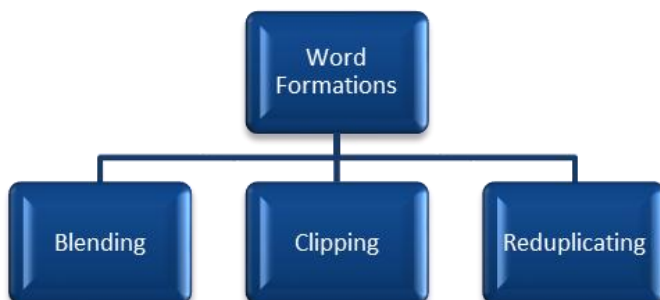 Word
Formations
Blending
Clipping
Reduplicating